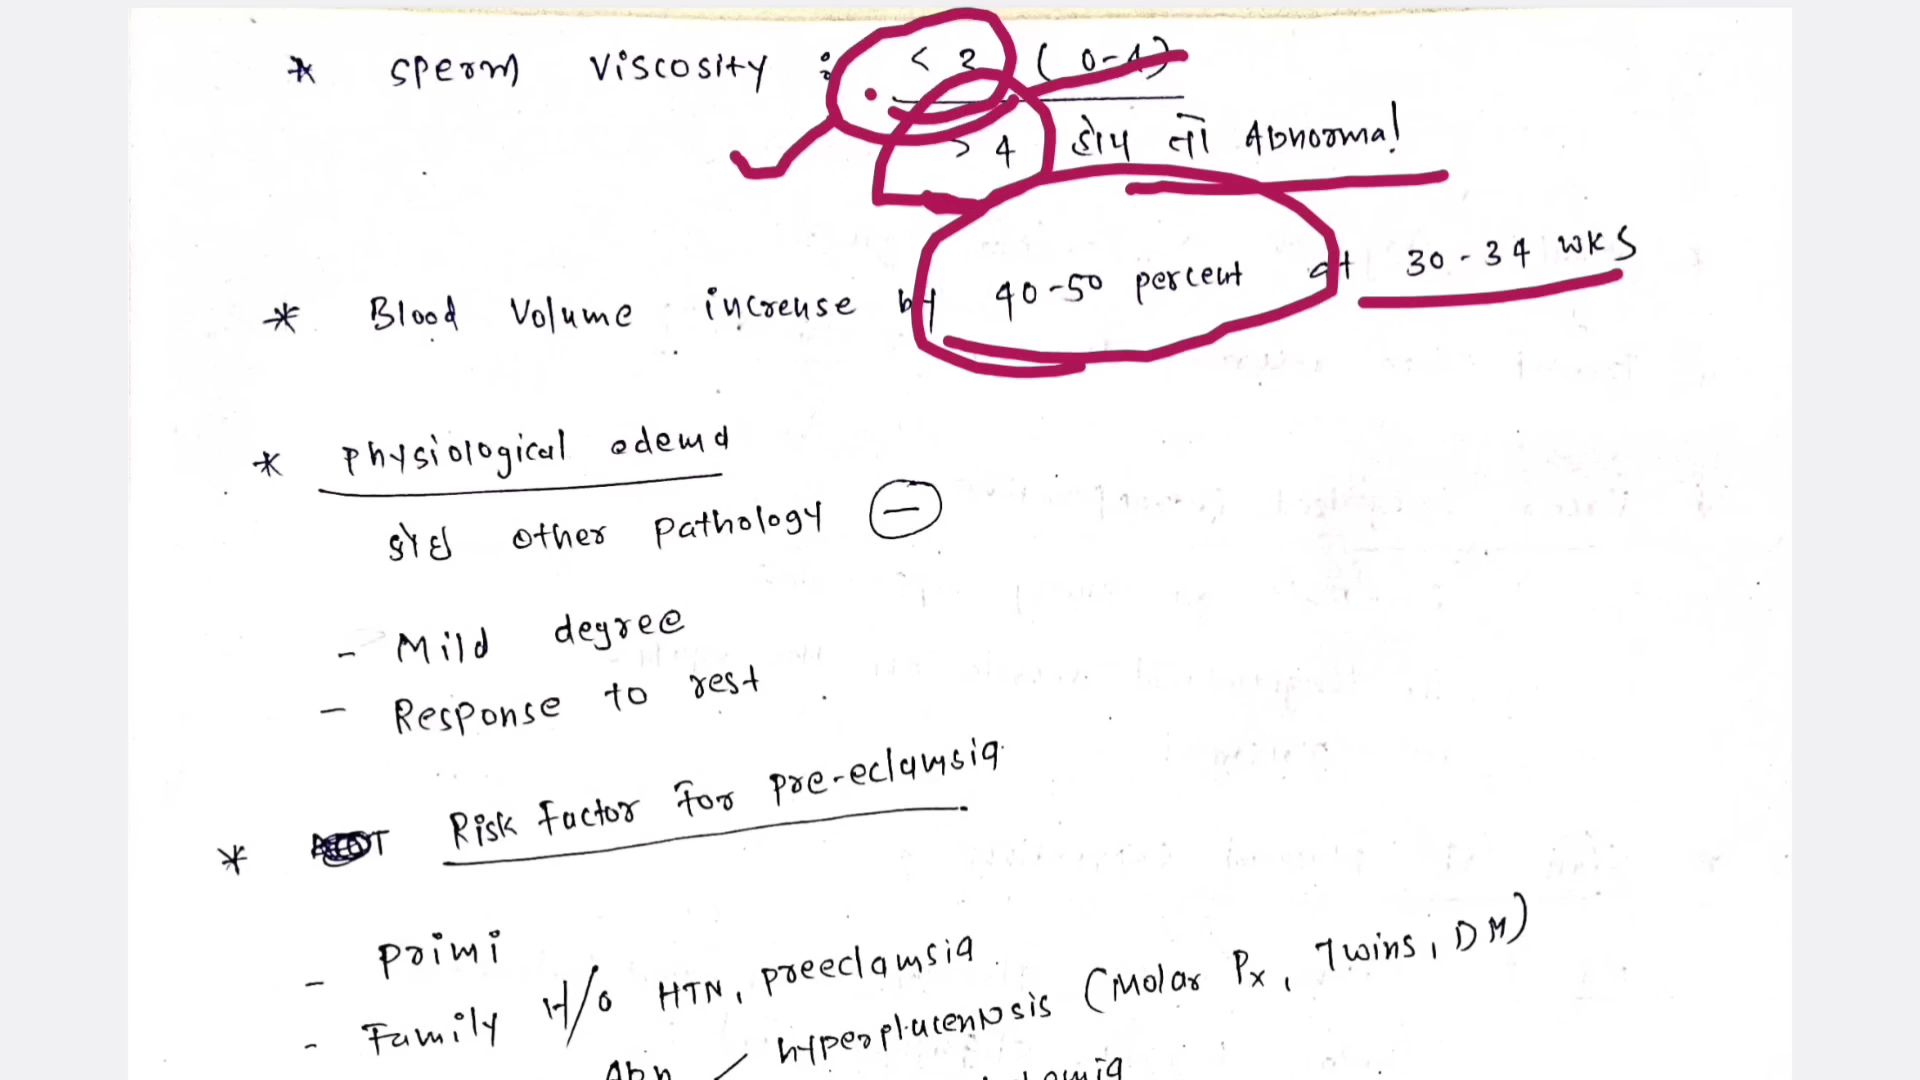 * Sperm viscosity : < 3 (0-4)
> 4 હોય તો Abnormal
* Blood Volume increase by 40-50 percent at 30-34 wks
* Physiological edema
કોઇ other pathology ⊖
- Mild degree
- Response to rest
* Risk factor for pre-eclamsia
- Primi
- Family H/o HTN, preeclamsia.
Abn hyperplacentosis (Molar Px, Twins, DM)